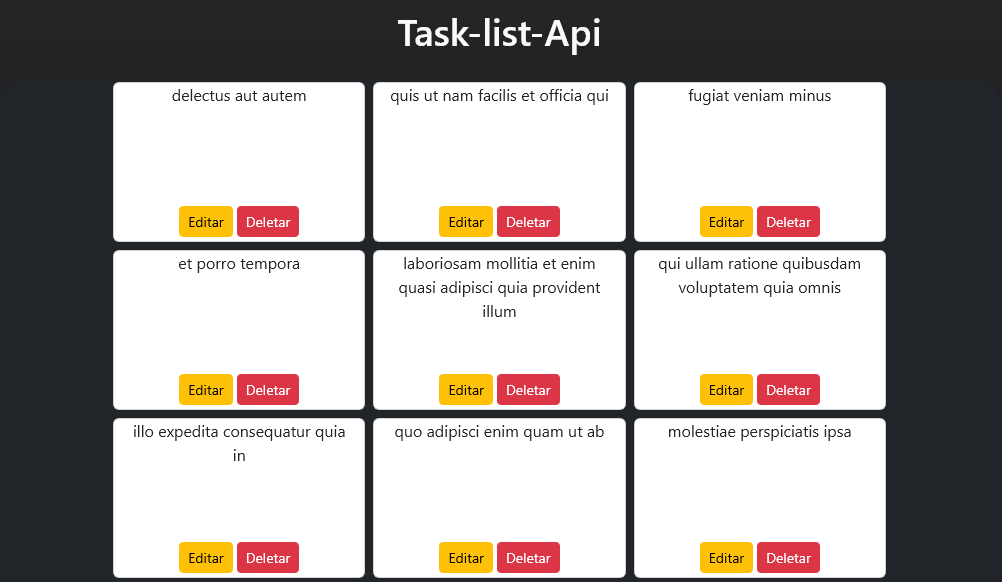 Task-list-Api
delectus aut autem
Editar Deletar
quis ut nam facilis et officia qui
Editar Deletar
fugiat veniam minus
Editar Deletar
et porro tempora
Editar Deletar
laboriosam mollitia et enim
quasi adipisci quia provident
illum
Editar Deletar
qui ullam ratione quibusdam
voluptatem quia omnis
Editar Deletar
illo expedita consequatur quia
in
Editar Deletar
quo adipisci enim quam ut ab
Editar Deletar
molestiae perspiciatis ipsa
Editar Deletar